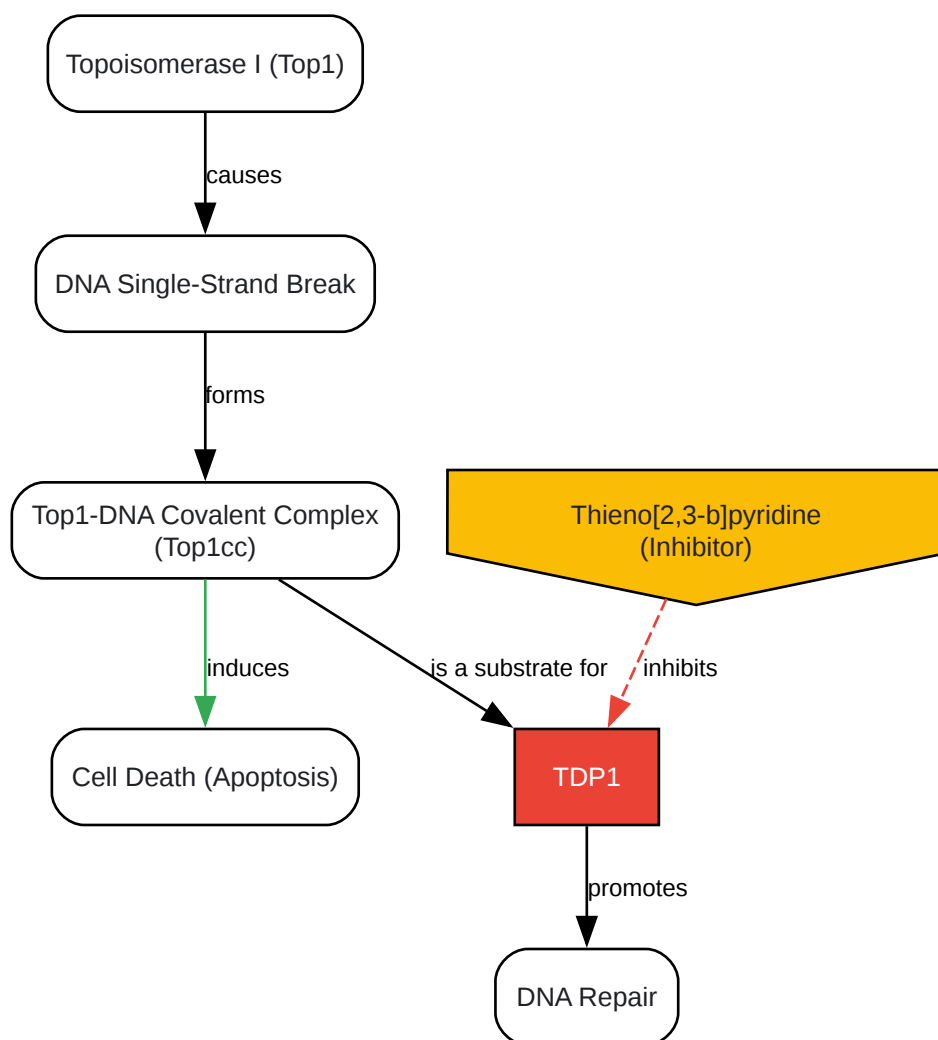 Topoisomerase I (Top1)
causes
DNA Single-Strand Break
forms
Top1-DNA Covalent Complex
(Top1cc)
Thieno[2,3-b]pyridine
(Inhibitor)
induces
is a substrate for
inhibits
Cell Death (Apoptosis)
TDP1
promotes
DNA Repair